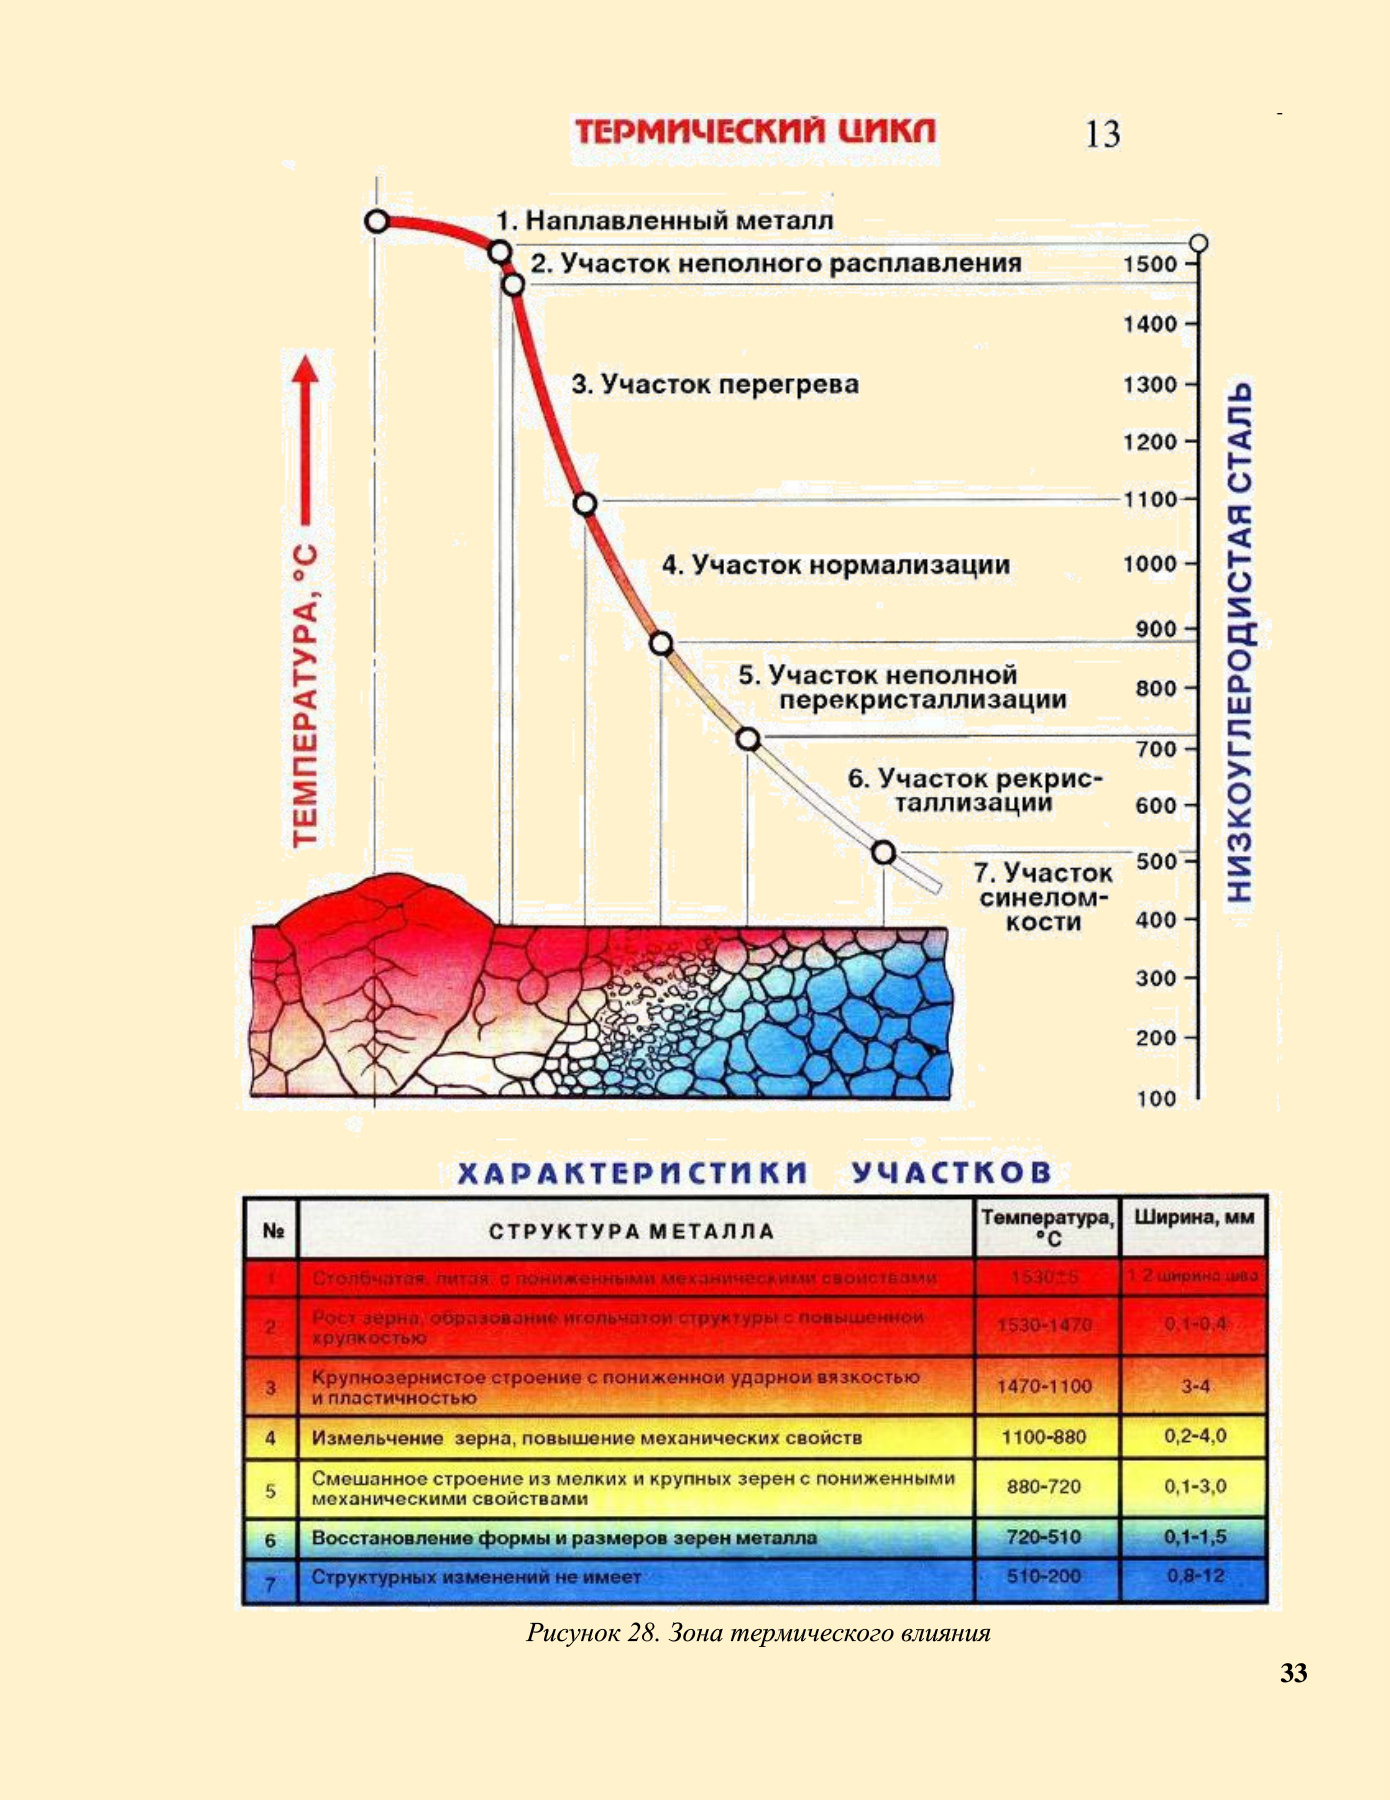 ТЕРМИЧЕСКИЙ ЦИКЛ
13
1. Наплавленный металл
2. Участок неполного расплавления
1500
1400
3. Участок перегрева
1300
1200
1100
4. Участок нормализации
1000
900
5. Участок неполной
перекристаллизации
800
700
6. Участок рекрис-
таллизации
600
500
7. Участок
синелом-
кости
400
300
200
100
ТЕМПЕРАТУРА, °С
НИЗКОУГЛЕРОДИСТАЯ СТАЛЬ
ХАРАКТЕРИСТИКИ УЧАСТКОВ
№ СТРУКТУРА МЕТАЛЛА Температура, °С Ширина, мм
1 Столбчатая, литая, с пониженными механическими свойствами 1530±5 1 2 ширина шва
2 Рост зерна, образование игольчатой структуры с повышенной
хрупкостью 1530-1470 0,1-0,4
3 Крупнозернистое строение с пониженной ударной вязкостью
и пластичностью 1470-1100 3-4
4 Измельчение зерна, повышение механических свойств 1100-880 0,2-4,0
5 Смешанное строение из мелких и крупных зерен с пониженными
механическими свойствами 880-720 0,1-3,0
6 Восстановление формы и размеров зерен металла 720-510 0,1-1,5
7 Структурных изменений не имеет 510-200 0,8-12
Рисунок 28. Зона термического влияния
33